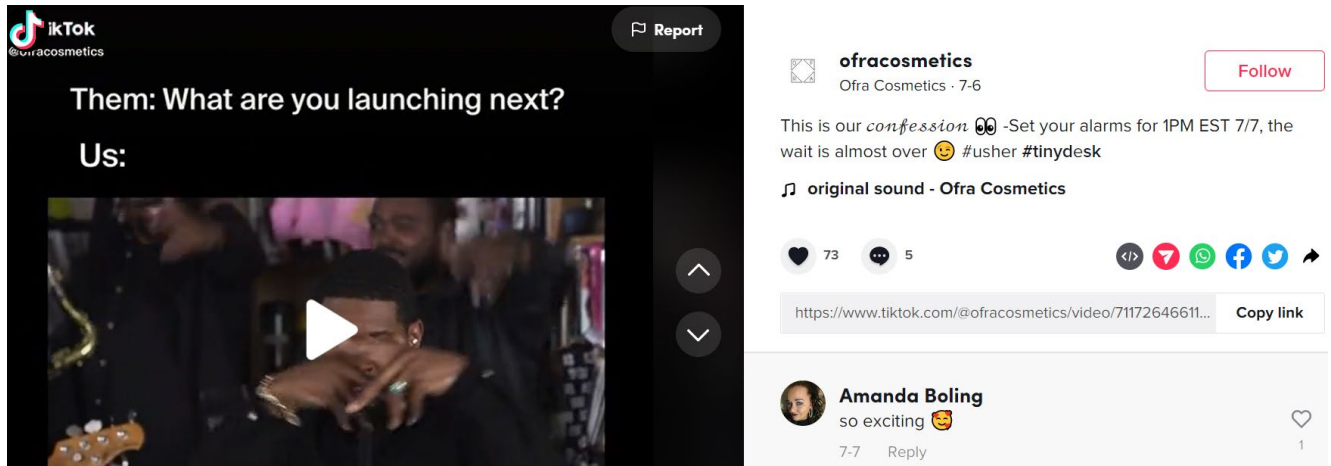 ikTok
@ofracosmetics
Report
Them: What are you launching next?
Us:
ofracosmetics
Ofra Cosmetics · 7-6
Follow
This is our 𝓬𝓸𝓷𝓯𝓮𝓼𝓼𝓲𝓸𝓷 👀 -Set your alarms for 1PM EST 7/7, the
wait is almost over 😉 #usher #tinydesk
original sound - Ofra Cosmetics
73
5
https://www.tiktok.com/@ofracosmetics/video/71172646611...
Copy link
Amanda Boling
so exciting 🥰
7-7 Reply
1